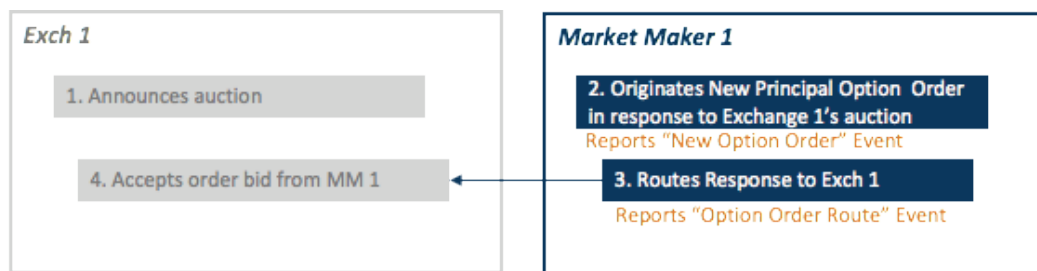 Exch 1
1. Announces auction
4. Accepts order bid from MM 1
Market Maker 1
2. Originates New Principal Option Order
in response to Exchange 1's auction
Reports "New Option Order" Event
3. Routes Response to Exch 1
Reports "Option Order Route" Event